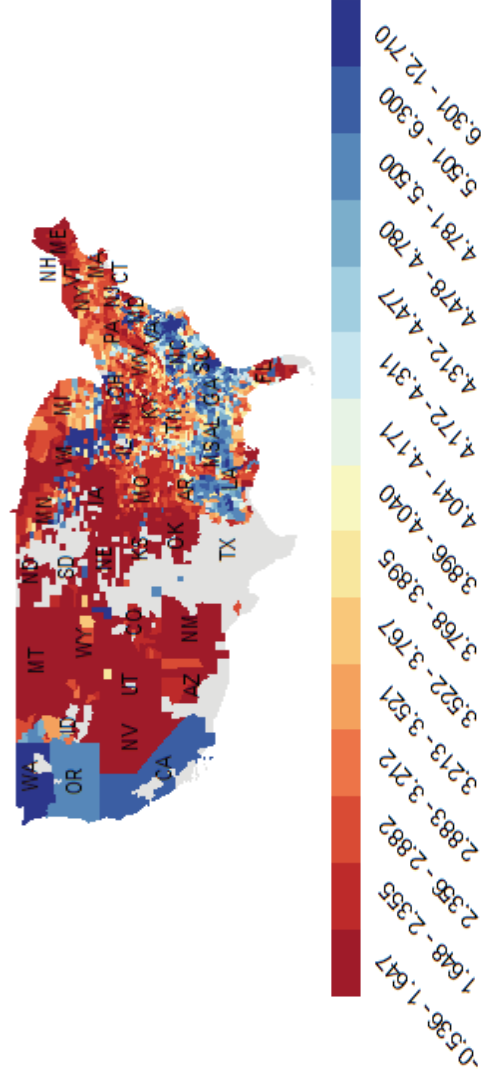 WA
MT
ND
MN
ME
NH
VT
OR
ID
WY
SD
WI
MI
NY
MA
CT
NV
UT
CO
NE
IA
IL
IN
OH
PA
NJ
MD
CA
KS
MO
KY
WV
VA
AZ
NM
OK
AR
TN
NC
TX
LA
MS
AL
GA
SC
FL
-0.536 - 1.647
1.648 - 2.355
2.356 - 2.882
2.883 - 3.212
3.213 - 3.521
3.522 - 3.767
3.768 - 3.895
3.896 - 4.040
4.041 - 4.171
4.172 - 4.311
4.312 - 4.477
4.478 - 4.780
4.781 - 5.500
5.501 - 6.300
6.301 - 12.710